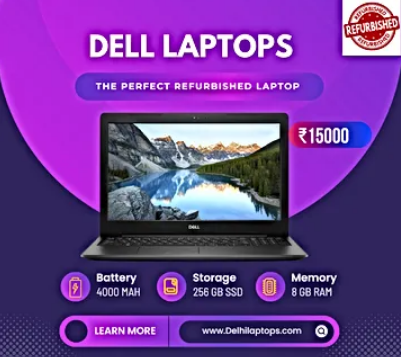 DELL LAPTOPS
REFURBISHED
REFURBISHED
REFURBISHED
THE PERFECT REFURBISHED LAPTOP
₹15000
DELL
Battery
4000 MAH
Storage
256 GB SSD
Memory
8 GB RAM
LEARN MORE
www.Delhilaptops.com